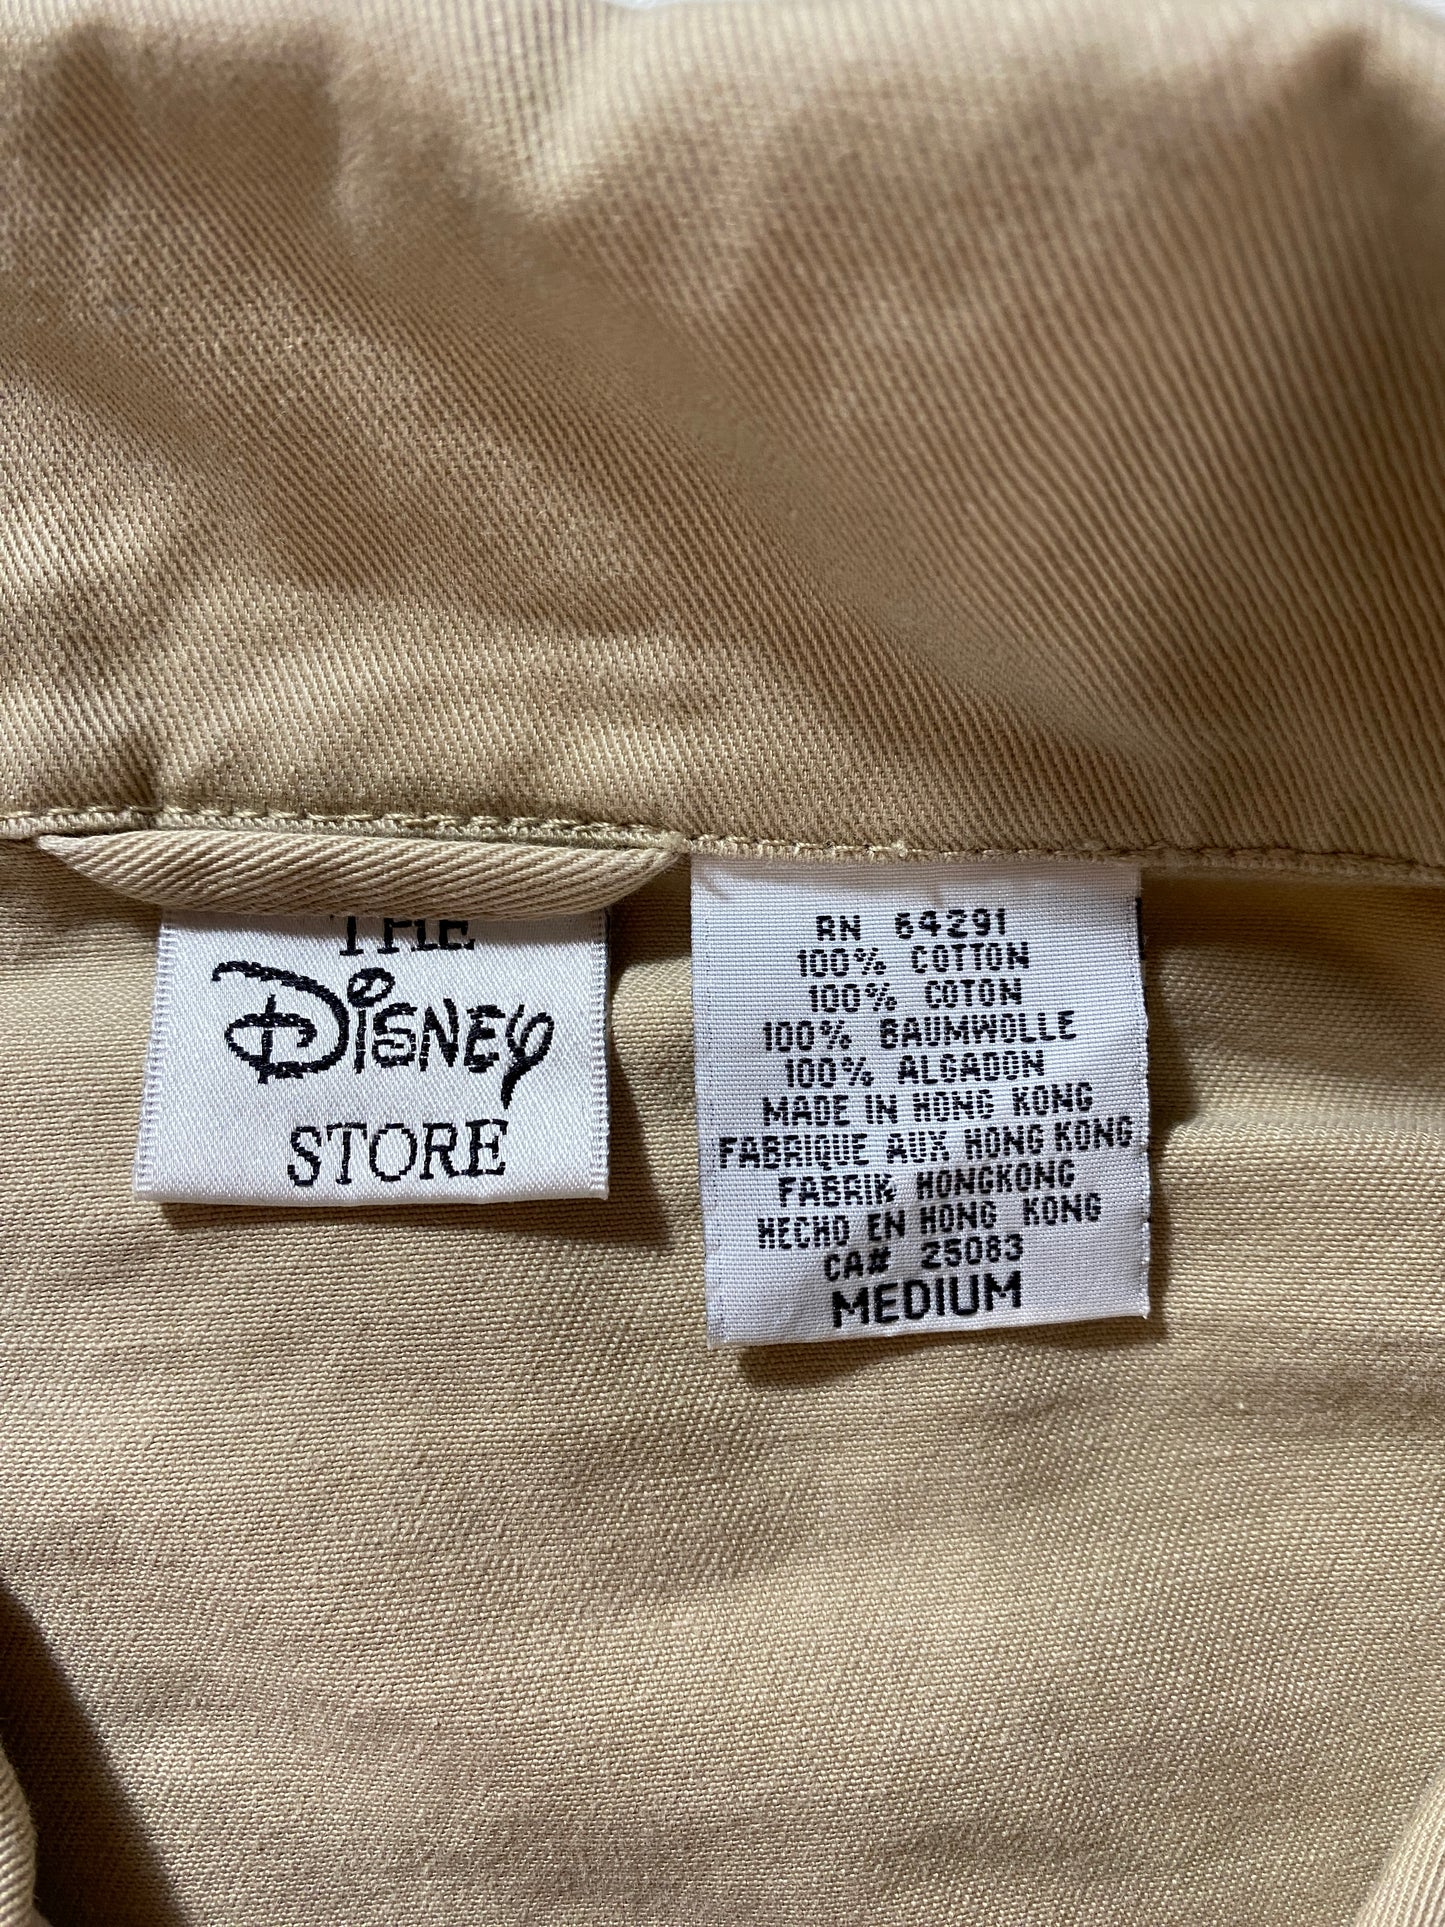 THE
DISNEY
STORE
RN 64291
100% COTTON
100% COTON
100% BAUMWOLLE
100% ALGADON
MADE IN HONG KONG
FABRIQUE AUX HONG KONG
FABRIK HONGKONG
HECHO EN HONG KONG
CA# 25083
MEDIUM